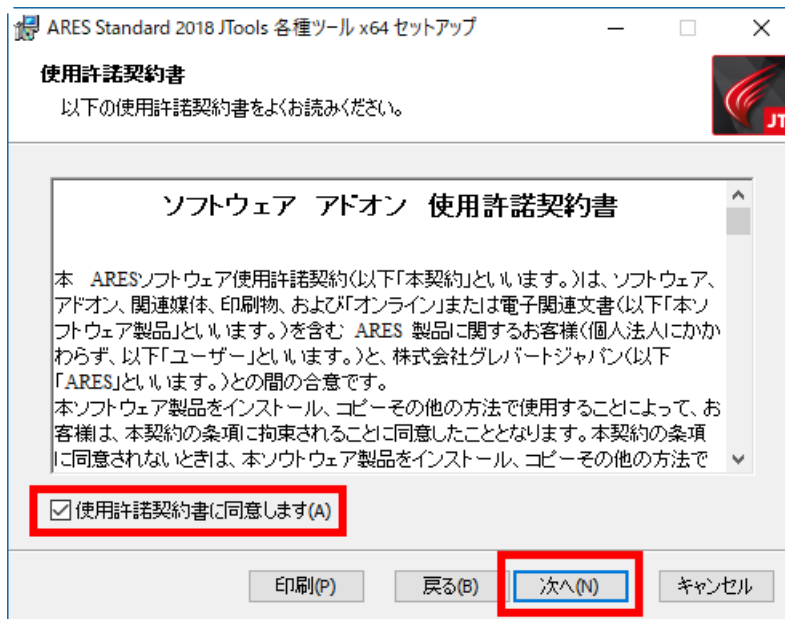 ARES Standard 2018 JTools 各種ツール x64 セットアップ
使用許諾契約書
以下の使用許諾契約書をよくお読みください。
JT
ソフトウェア アドオン 使用許諾契約書
本 ARESソフトウェア使用許諾契約(以下「本契約」といいます。)は、ソフトウェア、
アドオン、関連媒体、印刷物、および「オンライン」または電子関連文書(以下「本ソ
フトウェア製品」といいます。)を含む ARES 製品に関するお客様(個人法人にかか
わらず、以下「ユーザー」といいます。)と、株式会社グレバートジャパン(以下
「ARES」といいます。)との間の合意です。
本ソフトウェア製品をインストール、コピーその他の方法で使用することによって、お
客様は、本契約の条項に拘束されることに同意したこととなります。本契約の条項
に同意されないときは、本ソウトウェア製品をインストール、コピーその他の方法で
使用許諾契約書に同意します(A)
印刷(P) 戻る(B) 次へ(N) キャンセル